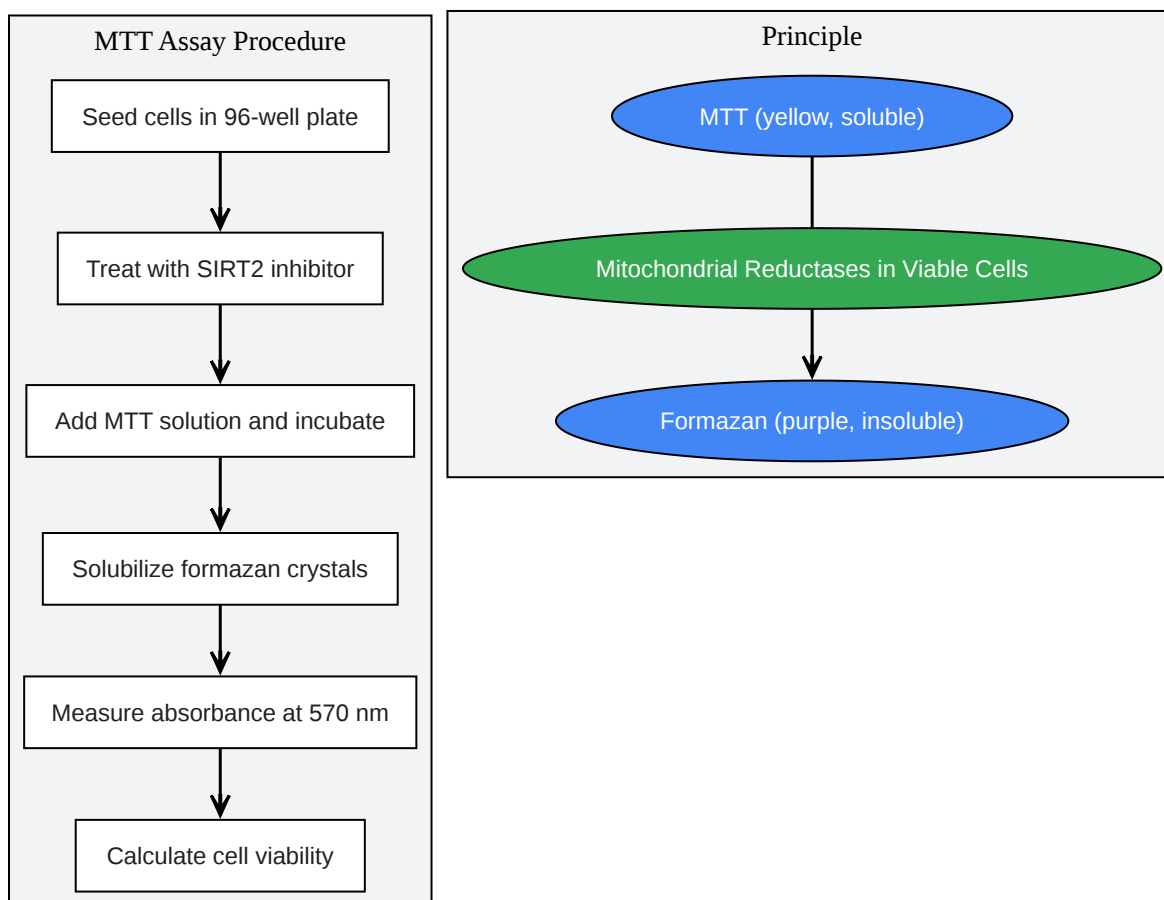 MTT Assay Procedure
Seed cells in 96-well plate
Treat with SIRT2 inhibitor
Add MTT solution and incubate
Solubilize formazan crystals
Measure absorbance at 570 nm
Calculate cell viability
Principle
MTT (yellow, soluble)
Mitochondrial Reductases in Viable Cells
Formazan (purple, insoluble)